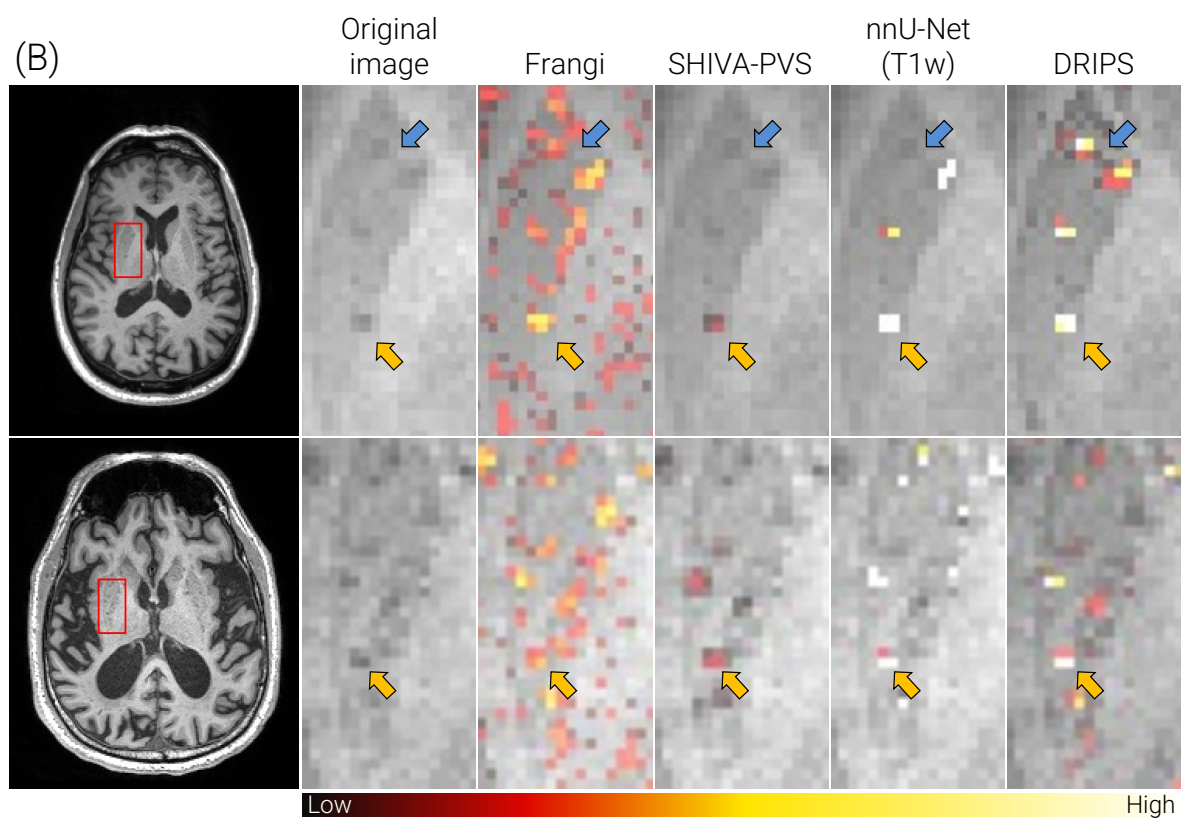 (B)
Original
image
Frangi
SHIVA-PVS
nnU-Net
(T1w)
DRIPS
Low
High